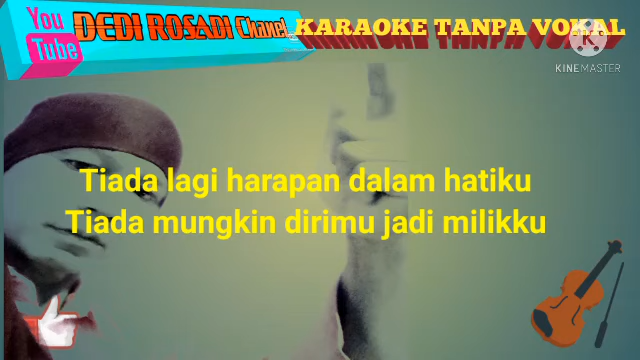 You
Tube
DEDI ROSADI Chanel
KARAOKE TANPA VOKAL
KINEMASTER
Tiada lagi harapan dalam hatiku
Tiada mungkin dirimu jadi milikku